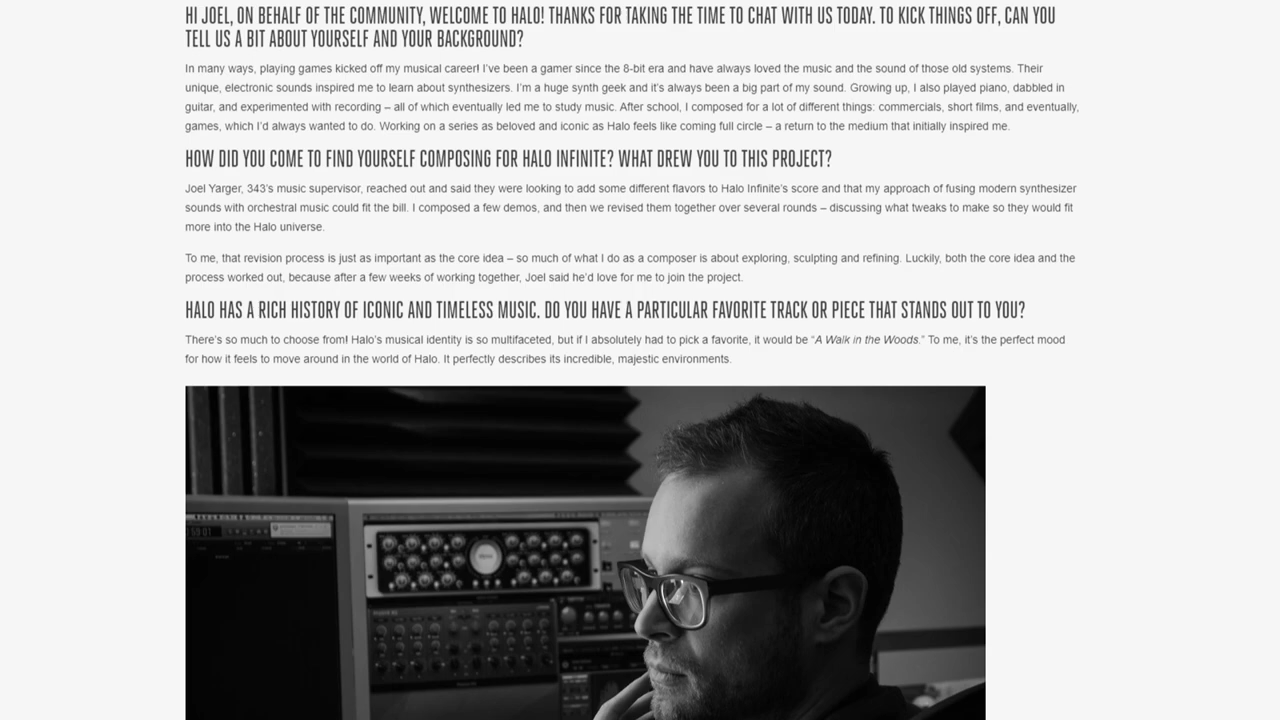 HI JOEL, ON BEHALF OF THE COMMUNITY, WELCOME TO HALO! THANKS FOR TAKING THE TIME TO CHAT WITH US TODAY. TO KICK THINGS OFF, CAN YOU
TELL US A BIT ABOUT YOURSELF AND YOUR BACKGROUND?
In many ways, playing games kicked off my musical career! I've been a gamer since the 8-bit era and have always loved the music and the sound of those old systems. Their
unique, electronic sounds inspired me to learn about synthesizers. I'm a huge synth geek and it's always been a big part of my sound. Growing up, I also played piano, dabbled in
guitar, and experimented with recording – all of which eventually led me to study music. After school, I composed for a lot of different things: commercials, short films, and eventually,
games, which I'd always wanted to do. Working on a series as beloved and iconic as Halo feels like coming full circle – a return to the medium that initially inspired me.
HOW DID YOU COME TO FIND YOURSELF COMPOSING FOR HALO INFINITE? WHAT DREW YOU TO THIS PROJECT?
Joel Yarger, 343's music supervisor, reached out and said they were looking to add some different flavors to Halo Infinite's score and that my approach of fusing modern synthesizer
sounds with orchestral music could fit the bill. I composed a few demos, and then we revised them together over several rounds – discussing what tweaks to make so they would fit
more into the Halo universe.
To me, that revision process is just as important as the core idea – so much of what I do as a composer is about exploring, sculpting and refining. Luckily, both the core idea and the
process worked out, because after a few weeks of working together, Joel said he'd love for me to join the project.
HALO HAS A RICH HISTORY OF ICONIC AND TIMELESS MUSIC. DO YOU HAVE A PARTICULAR FAVORITE TRACK OR PIECE THAT STANDS OUT TO YOU?
There's so much to choose from! Halo's musical identity is so multifaceted, but if I absolutely had to pick a favorite, it would be “A Walk in the Woods.” To me, it's the perfect mood
for how it feels to move around in the world of Halo. It perfectly describes its incredible, majestic environments.